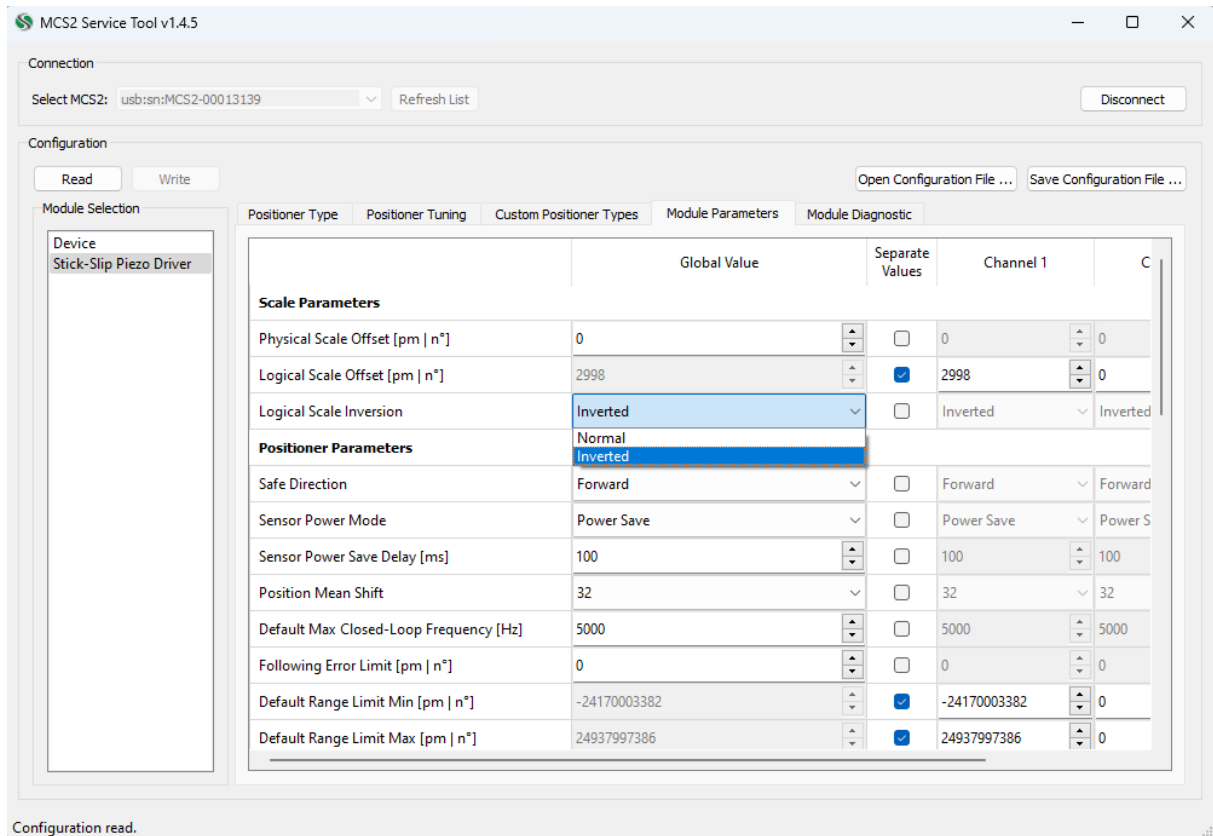 MCS2 Service Tool v1.4.5
Connection
Select MCS2: usb:sn:MCS2-00013139 Refresh List Disconnect
Configuration
Read Write Open Configuration File ... Save Configuration File ...
Module Selection
Device
Stick-Slip Piezo Driver
Positioner Type Positioner Tuning Custom Positioner Types Module Parameters Module Diagnostic
Global Value Separate Values Channel 1 C
Scale Parameters
Physical Scale Offset [pm | n°] 0 0 0
Logical Scale Offset [pm | n°] 2998 2998 0
Logical Scale Inversion Inverted Inverted Inverted
Normal
Inverted
Positioner Parameters
Safe Direction Forward Forward Forward
Sensor Power Mode Power Save Power Save Power S
Sensor Power Save Delay [ms] 100 100 100
Position Mean Shift 32 32 32
Default Max Closed-Loop Frequency [Hz] 5000 5000 5000
Following Error Limit [pm | n°] 0 0 0
Default Range Limit Min [pm | n°] -24170003382 -24170003382 0
Default Range Limit Max [pm | n°] 24937997386 24937997386 0
Configuration read.